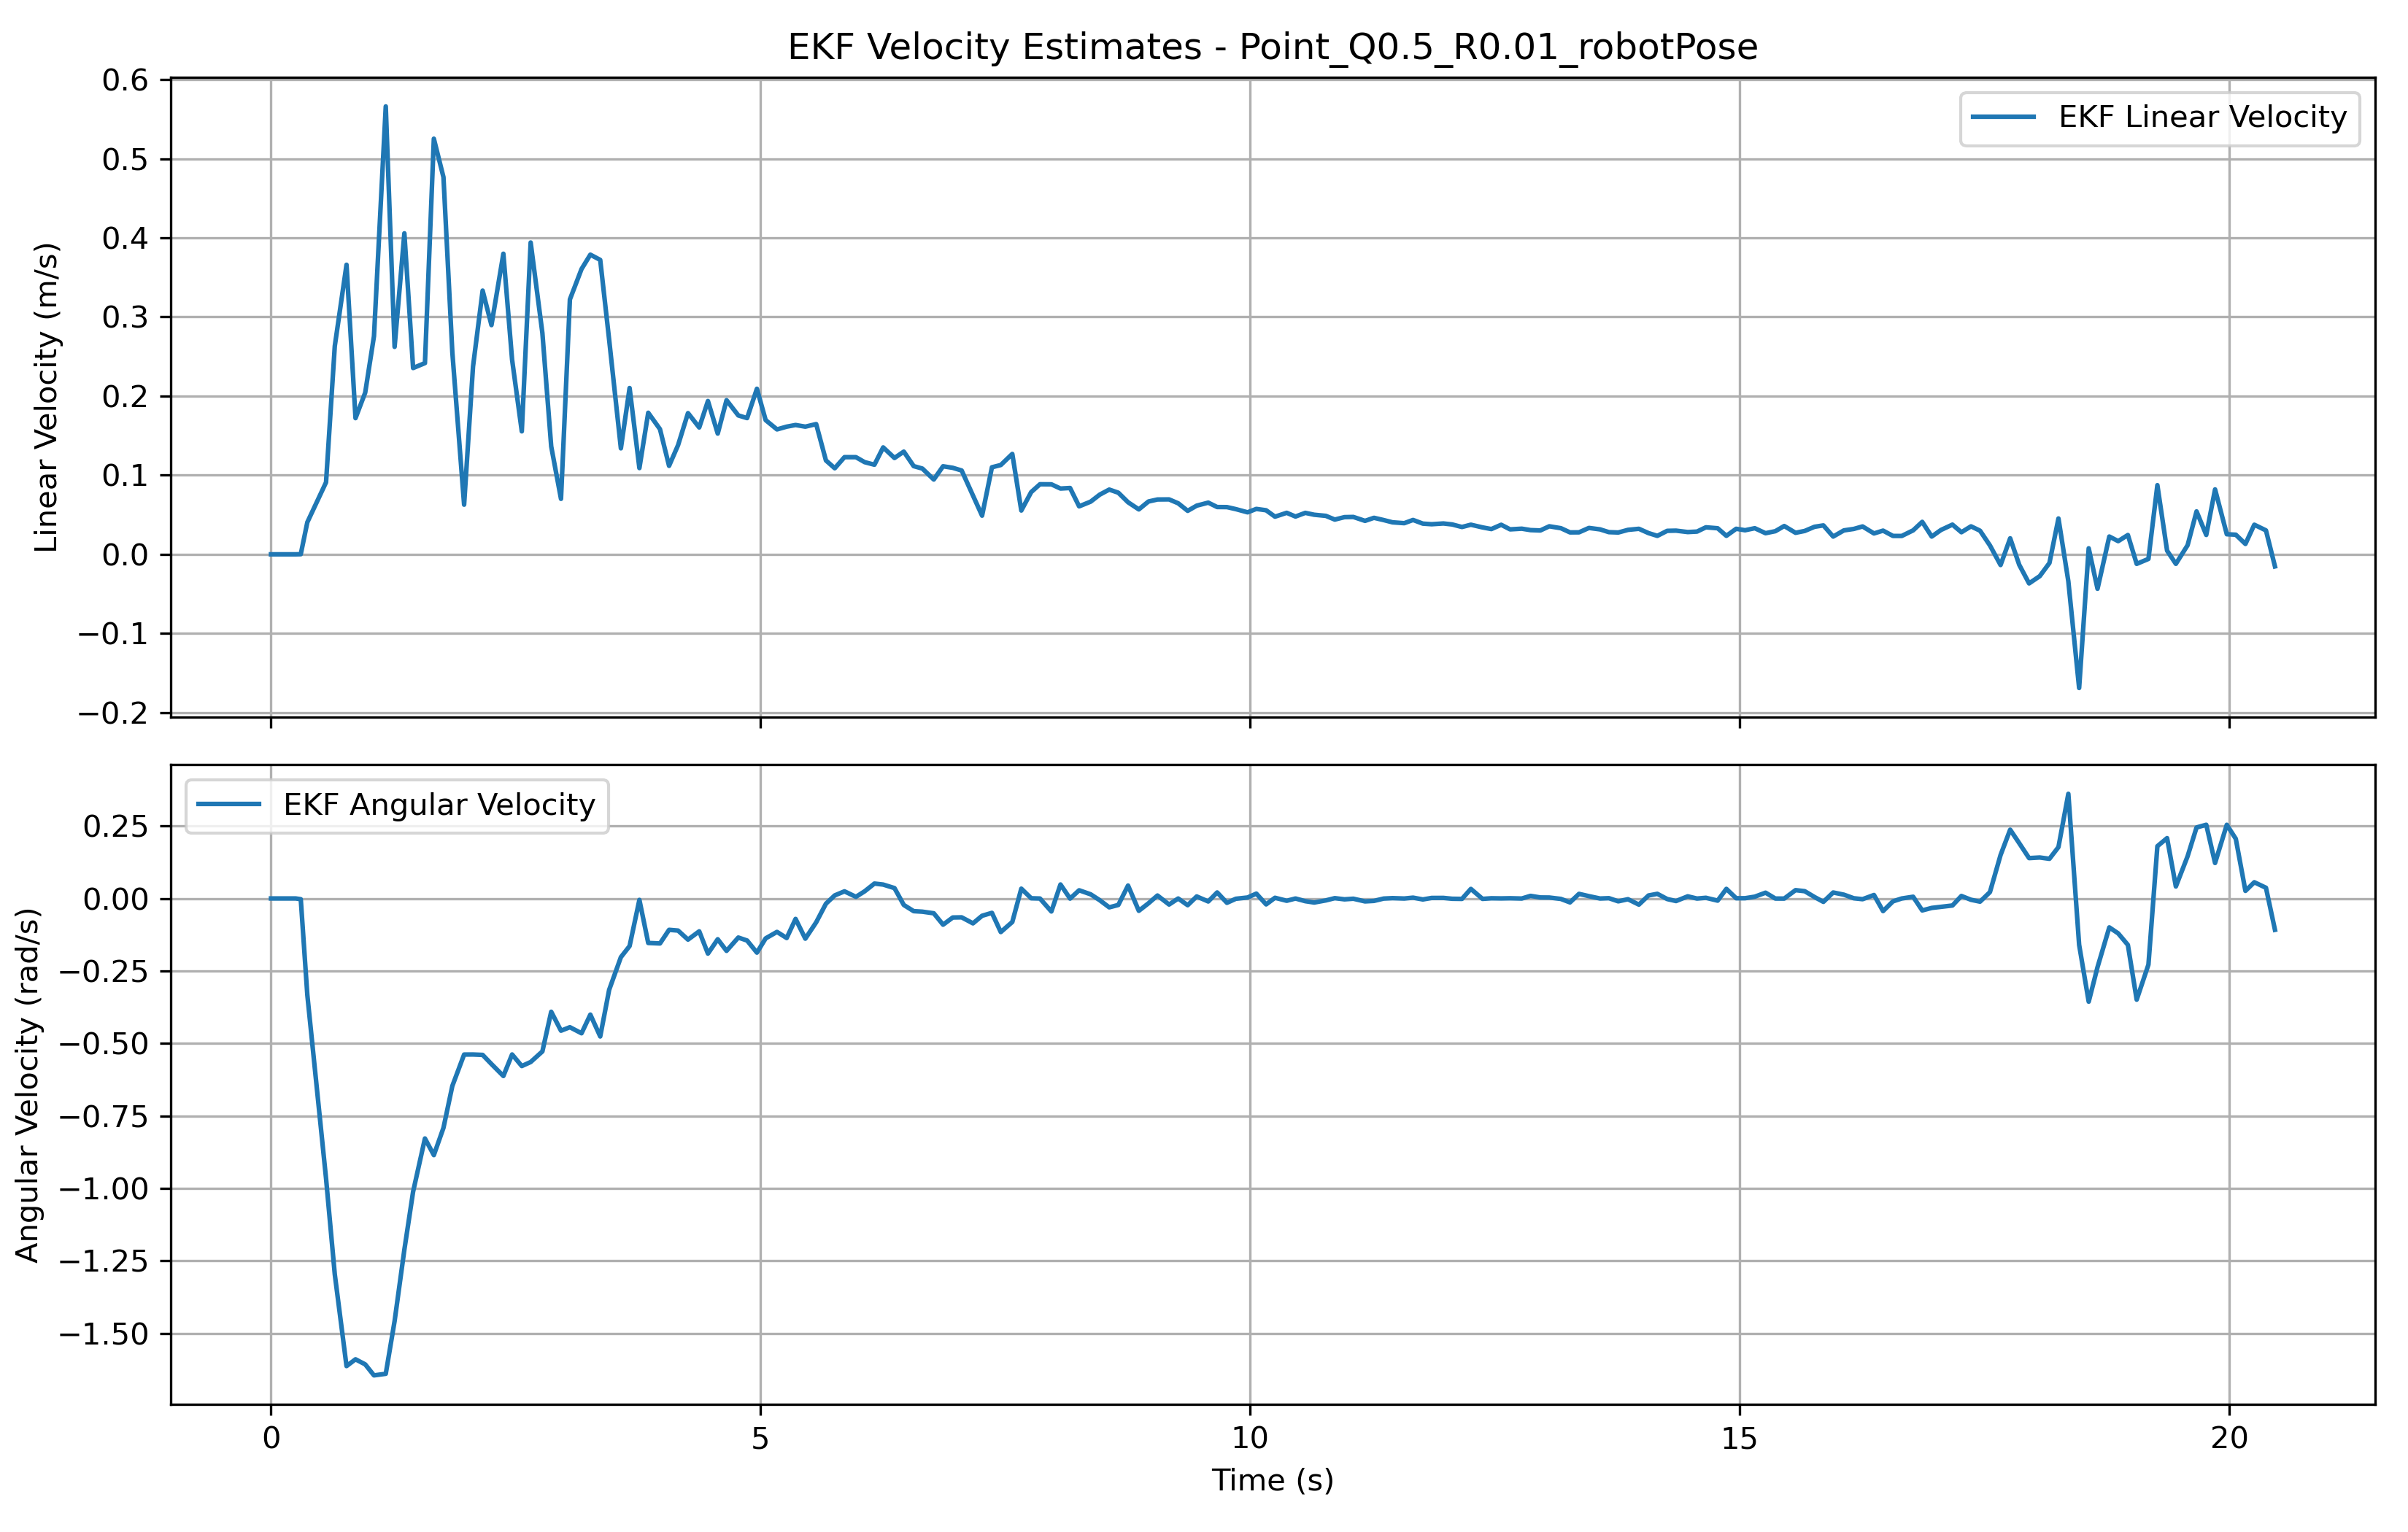 EKF Velocity Estimates - Point_Q0.5_R0.01_robotPose
0.6
0.5
0.4
0.3
0.2
0.1
0.0
−0.1
−0.2
Linear Velocity (m/s)
EKF Linear Velocity
0.25
0.00
−0.25
−0.50
−0.75
−1.00
−1.25
−1.50
Angular Velocity (rad/s)
EKF Angular Velocity
0 5 10 15 20
Time (s)